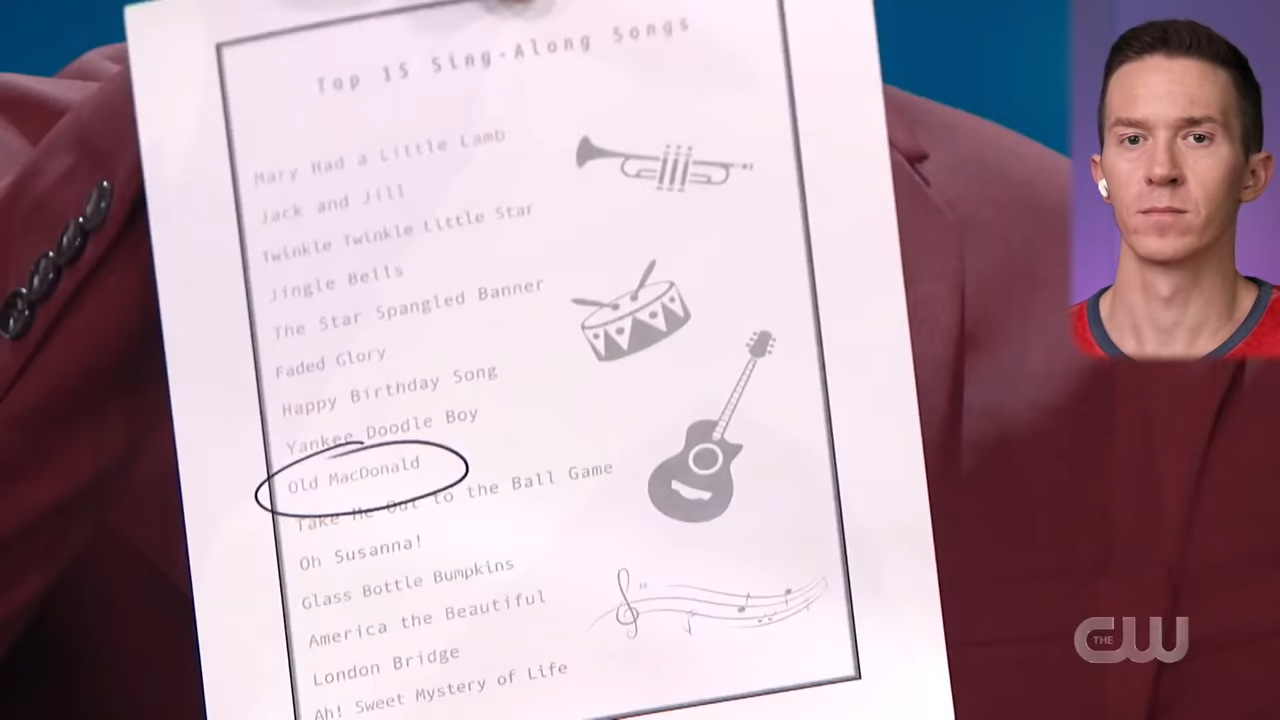 Top 15 Sing-Along Songs
Mary Had a Little Lamb
Jack and Jill
Twinkle Twinkle Little Star
Jingle Bells
The Star Spangled Banner
Faded Glory
Happy Birthday Song
Yankee Doodle Boy
Old MacDonald
Take Me Out to the Ball Game
Oh Susanna!
Glass Bottle Bumpkins
America the Beautiful
London Bridge
Ah! Sweet Mystery of Life
THE CW